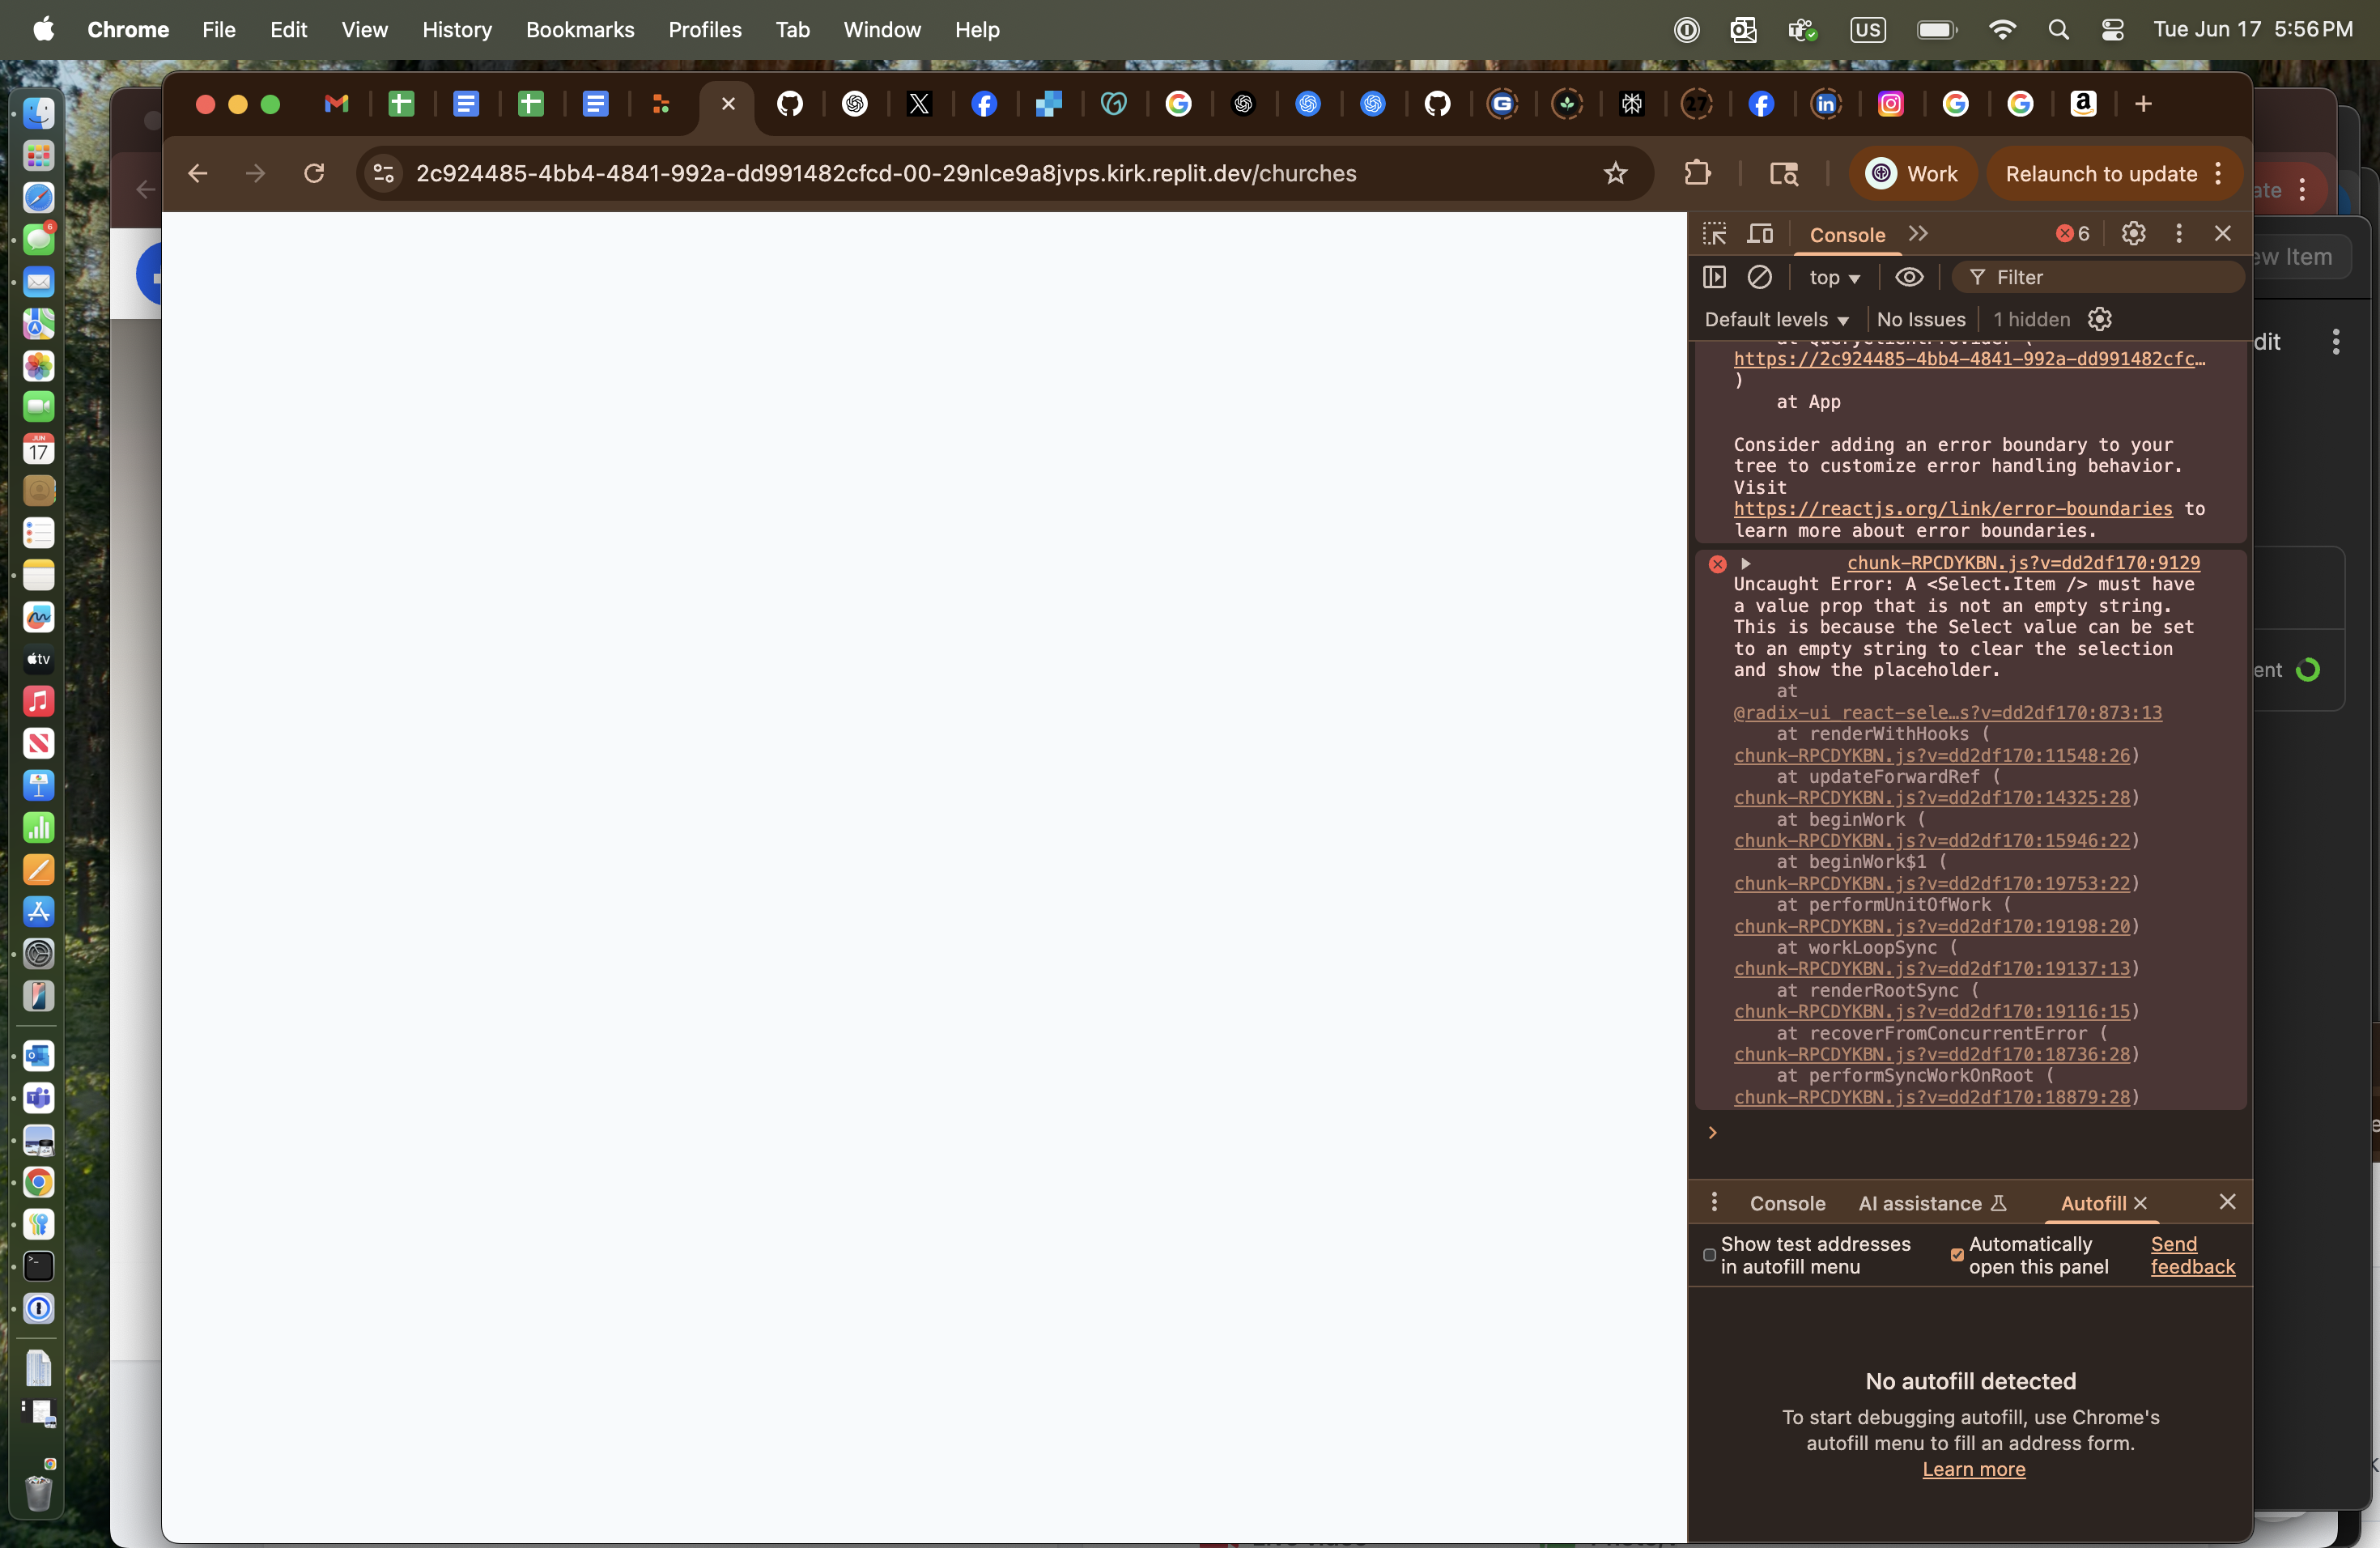 Chrome File Edit View History Bookmarks Profiles Tab Window Help
US
Tue Jun 17 5:56 PM
2c924485-4bb4-4841-992a-dd991482cfcd-00-29nlce9a8jvps.kirk.replit.dev/churches
Work
Relaunch to update
ate
ew Item
dit
ent
6
JUN
17
tv
27
Console
6
top
Filter
Default levels
No Issues
1 hidden
https://2c924485-4bb4-4841-992a-dd991482cfc…
)
at App
Consider adding an error boundary to your
tree to customize error handling behavior.
Visit
https://reactjs.org/link/error-boundaries to
learn more about error boundaries.
chunk-RPCDYKBN.js?v=dd2df170:9129
Uncaught Error: A <Select.Item /> must have
a value prop that is not an empty string.
This is because the Select value can be set
to an empty string to clear the selection
and show the placeholder.
at
@radix-ui_react-sele…s?v=dd2df170:873:13
at renderWithHooks (
chunk-RPCDYKBN.js?v=dd2df170:11548:26)
at updateForwardRef (
chunk-RPCDYKBN.js?v=dd2df170:14325:28)
at beginWork (
chunk-RPCDYKBN.js?v=dd2df170:15946:22)
at beginWork$1 (
chunk-RPCDYKBN.js?v=dd2df170:19753:22)
at performUnitOfWork (
chunk-RPCDYKBN.js?v=dd2df170:19198:20)
at workLoopSync (
chunk-RPCDYKBN.js?v=dd2df170:19137:13)
at renderRootSync (
chunk-RPCDYKBN.js?v=dd2df170:19116:15)
at recoverFromConcurrentError (
chunk-RPCDYKBN.js?v=dd2df170:18736:28)
at performSyncWorkOnRoot (
chunk-RPCDYKBN.js?v=dd2df170:18879:28)
Console
AI assistance
Autofill
Show test addresses
in autofill menu
Automatically
open this panel
Send
feedback
No autofill detected
To start debugging autofill, use Chrome's
autofill menu to fill an address form.
Learn more